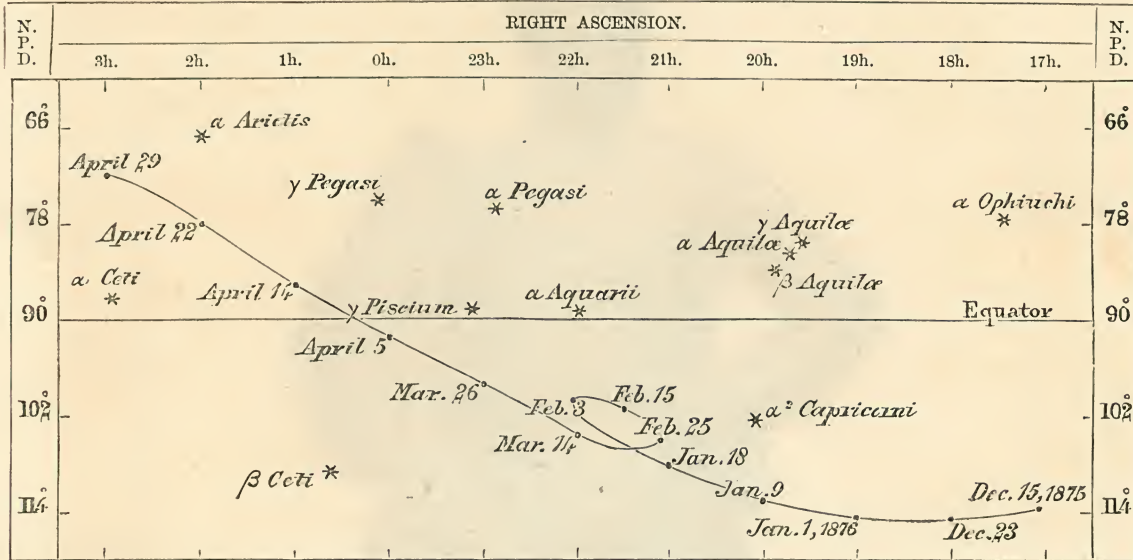 N. P. D.
RIGHT ASCENSION.
N. P. D.
3h. 2h. 1h. 0h. 23h. 22h. 21h. 20h. 19h. 18h. 17h.
66° α Arietis 66°
April 29
γ Pegasi α Pegasi α Ophiuchi
78° April 22 γ Aquilæ 78°
α Aquilæ
α Ceti β Aquilæ
April 14 γ Piscium α Aquarii
90° Equator 90°
April 5
Mar. 26 Feb. 3 Feb. 15
102° Feb. 25 α² Capricorni 102°
Mar. 14
Jan. 18
β Ceti Jan. 9 Dec. 15, 1875
114° Jan. 1, 1876 Dec. 23 114°